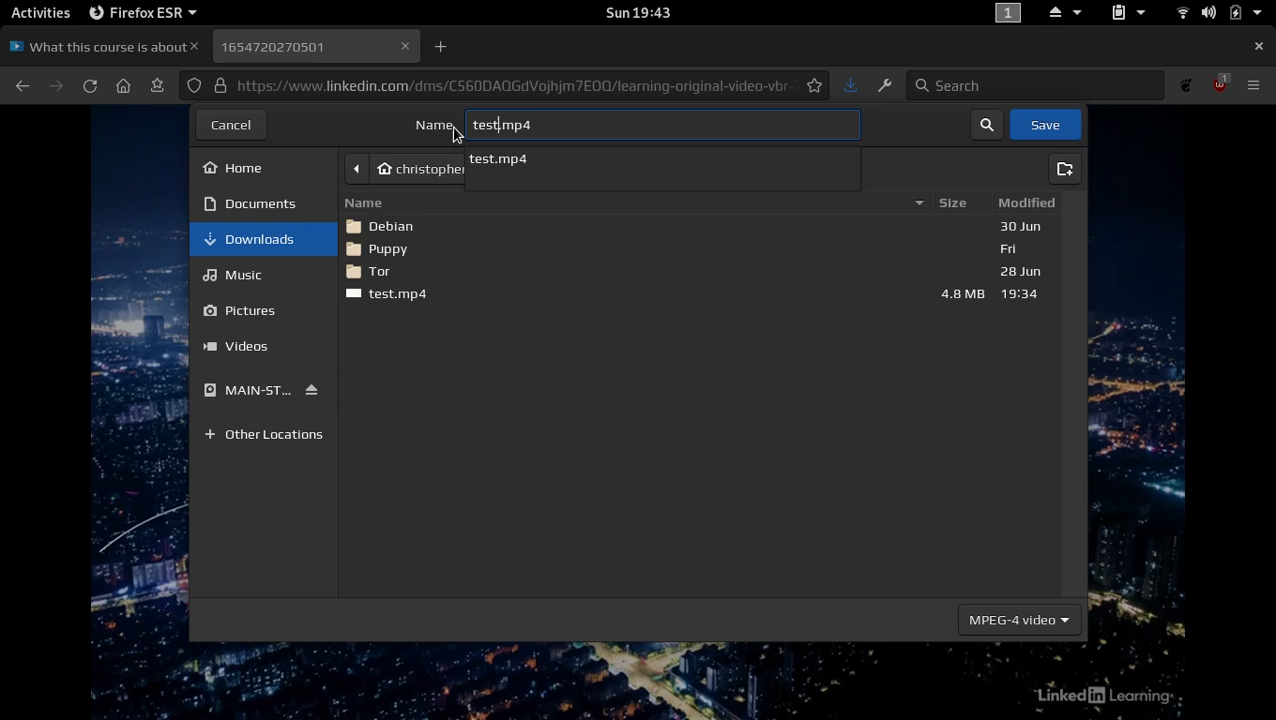 Activities Firefox ESR Sun 19:43 1
What this course is about 1654720270501
https://www.linkedin.com/dms/C560DAQGdVojhjm7EOQ/learning-original-video-vbr- Search 1
Cancel Name test.mp4 Save
test.mp4
christopher
Home
Documents
Downloads
Music
Pictures
Videos
MAIN-ST...
Other Locations
Name Size Modified
Debian 30 Jun
Puppy Fri
Tor 28 Jun
test.mp4 4.8 MB 19:34
MPEG-4 video
Linked in Learning